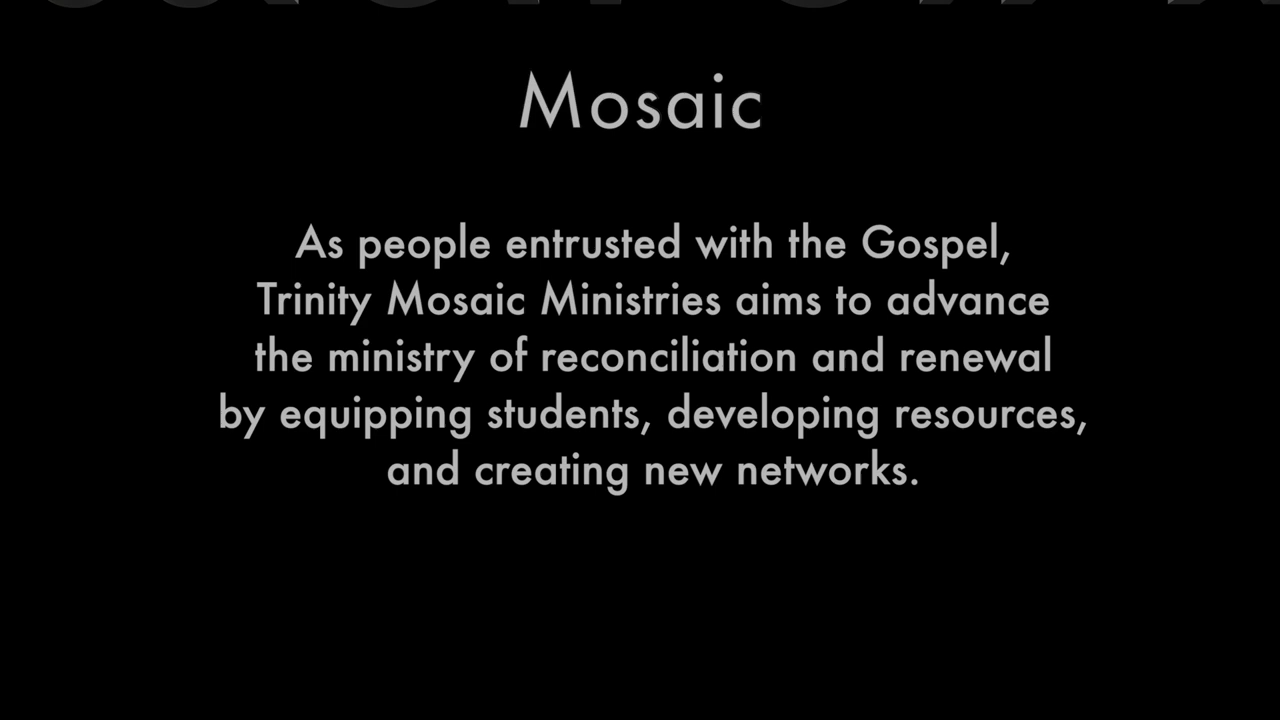 Mosaic
As people entrusted with the Gospel,
Trinity Mosaic Ministries aims to advance
the ministry of reconciliation and renewal
by equipping students, developing resources,
and creating new networks.